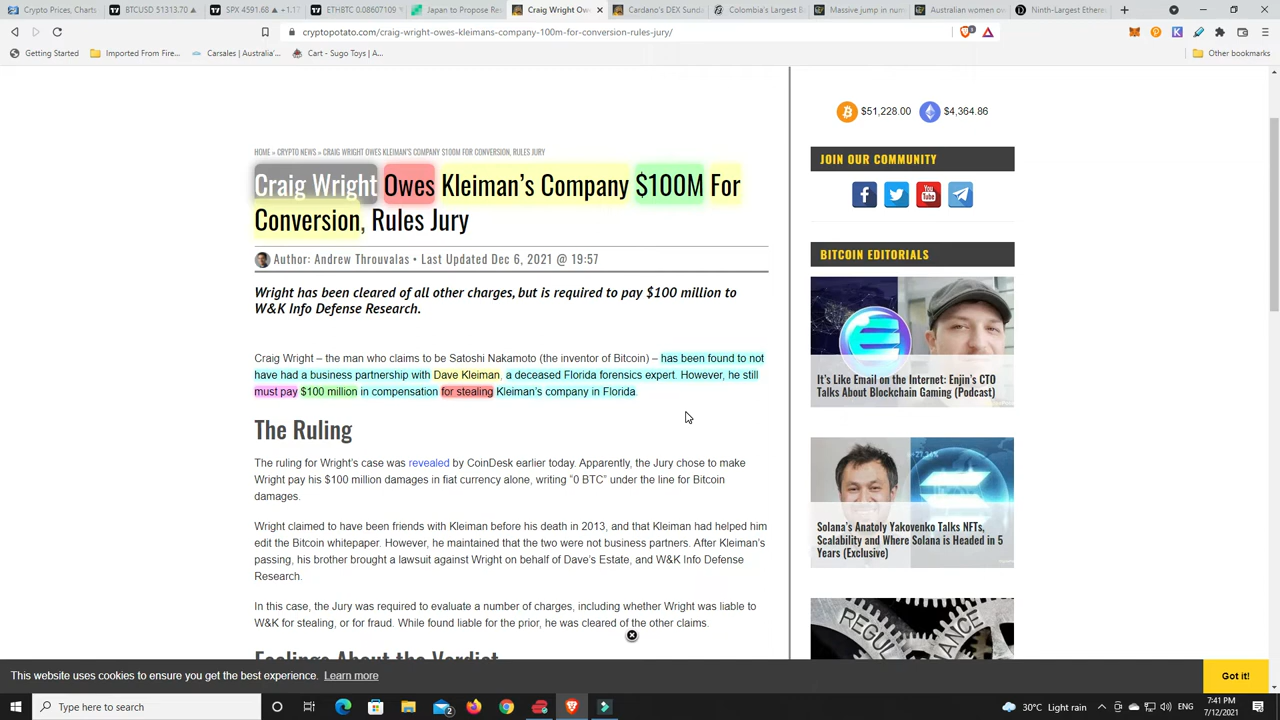 Crypto Prices, Charts
BTCUSD 51313.70
SPX 4591.68
ETHBTC 0.08607109
Japan to Propose Res
Craig Wright Ow
Cardano's DEX Sunda
Colombia's Largest B
Massive jump in num
Australian women ov
Ninth-Largest Ethere
cryptopotato.com/craig-wright-owes-kleimans-company-100m-for-conversion-rules-jury/
Getting Started
Imported From Fire...
Carsales | Australia's...
Cart - Sugo Toys | A...
Other bookmarks
HOME » CRYPTO NEWS » CRAIG WRIGHT OWES KLEIMAN'S COMPANY $100M FOR CONVERSION, RULES JURY
Craig Wright Owes Kleiman's Company $100M For
Conversion, Rules Jury
Author: Andrew Throuvalas • Last Updated Dec 6, 2021 @ 19:57
Wright has been cleared of all other charges, but is required to pay $100 million to
W&K Info Defense Research.
Craig Wright – the man who claims to be Satoshi Nakamoto (the inventor of Bitcoin) – has been found to not
have had a business partnership with Dave Kleiman, a deceased Florida forensics expert. However, he still
must pay $100 million in compensation for stealing Kleiman's company in Florida.
The Ruling
The ruling for Wright's case was revealed by CoinDesk earlier today. Apparently, the Jury chose to make
Wright pay his $100 million damages in fiat currency alone, writing "0 BTC" under the line for Bitcoin
damages.
Wright claimed to have been friends with Kleiman before his death in 2013, and that Kleiman had helped him
edit the Bitcoin whitepaper. However, he maintained that the two were not business partners. After Kleiman's
passing, his brother brought a lawsuit against Wright on behalf of Dave's Estate, and W&K Info Defense
Research.
In this case, the Jury was required to evaluate a number of charges, including whether Wright was liable to
W&K for stealing, or for fraud. While found liable for the prior, he was cleared of the other claims.
Feelings About the Verdict
$51,228.00
$4,364.86
JOIN OUR COMMUNITY
You Tube
BITCOIN EDITORIALS
It's Like Email on the Internet: Enjin's CTO
Talks About Blockchain Gaming (Podcast)
Solana's Anatoly Yakovenko Talks NFTs,
Scalability and Where Solana is Headed in 5
Years (Exclusive)
This website uses cookies to ensure you get the best experience. Learn more
Got it!
Type here to search
2
30°C Light rain
7:41 PM
7/12/2021